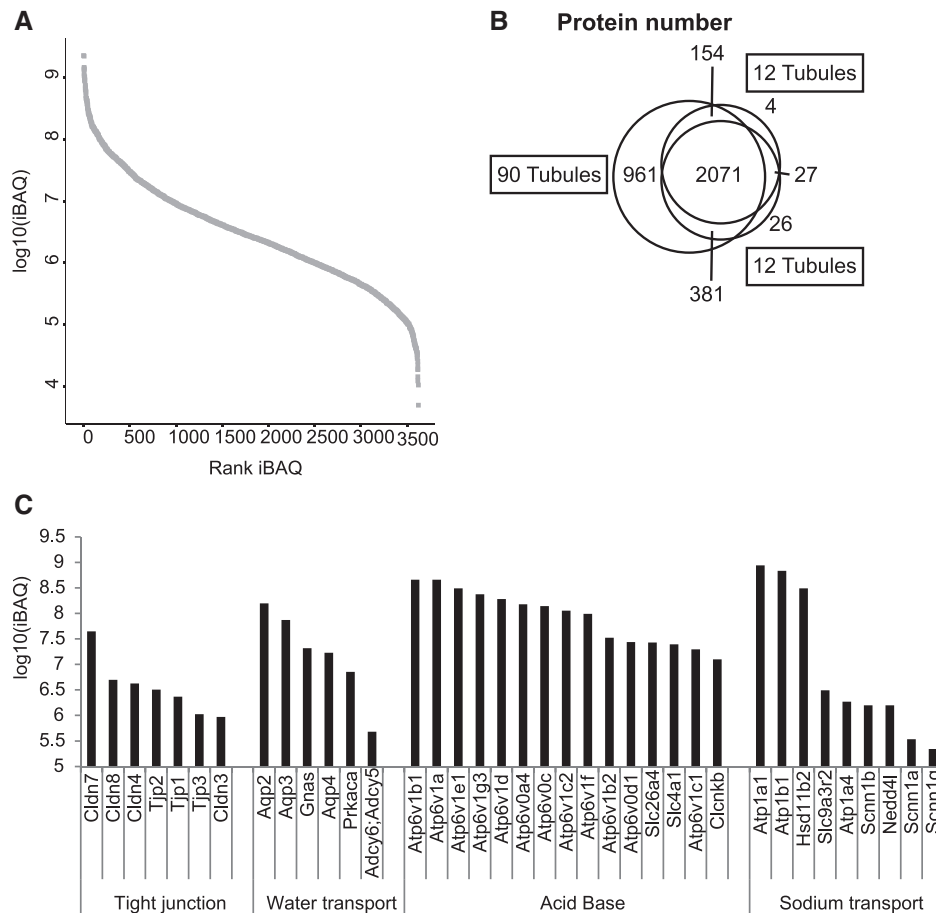 A
log10(iBAQ)
9
8
7
6
5
4
0 500 1000 1500 2000 2500 3000 3500
Rank iBAQ
B
Protein number
154
12 Tubules
4
90 Tubules
961
2071
27
26
12 Tubules
381
C
log10(iBAQ)
9.5
9
8.5
8
7.5
7
6.5
6
5.5
5
Cldn7
Cldn8
Cldn4
Tjp2
Tjp1
Tjp3
Cldn3
Aqp2
Aqp3
Gnas
Aqp4
Prkaca
Adcy6;Adcy5
Atp6v1b1
Atp6v1a
Atp6v1e1
Atp6v1g3
Atp6v1d
Atp6v0a4
Atp6v0c
Atp6v1c2
Atp6v1f
Atp6v1b2
Atp6v0d1
Slc26a4
Slc4a1
Atp6v1c1
Clcnkb
Atp1a1
Atp1b1
Hsd11b2
Slc9a3r2
Atp1a4
Scnn1b
Nedd4l
Scnn1a
Scnn1g
Tight junction
Water transport
Acid Base
Sodium transport